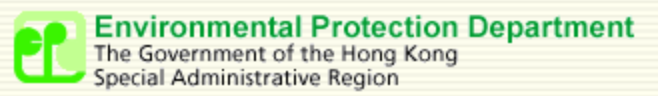 Environmental Protection Department
The Government of the Hong Kong
Special Administrative Region